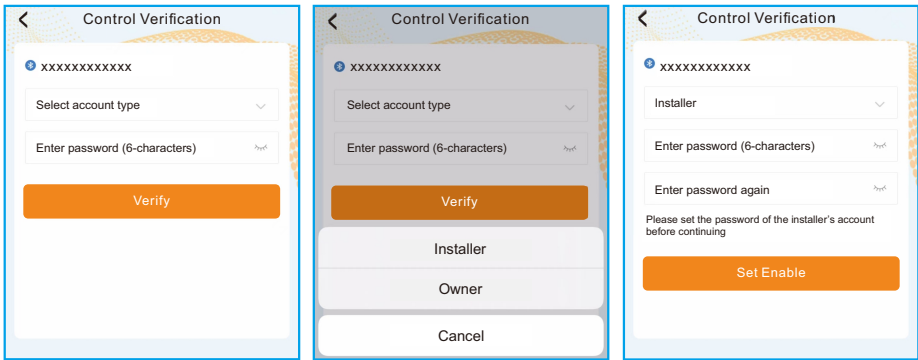 Control Verification
xxxxxxxxxxxx
Select account type
Enter password (6-characters)
Verify
Control Verification
xxxxxxxxxxxx
Select account type
Enter password (6-characters)
Verify
Installer
Owner
Cancel
Control Verification
xxxxxxxxxxxx
Installer
Enter password (6-characters)
Enter password again
Please set the password of the installer's account
before continuing
Set Enable